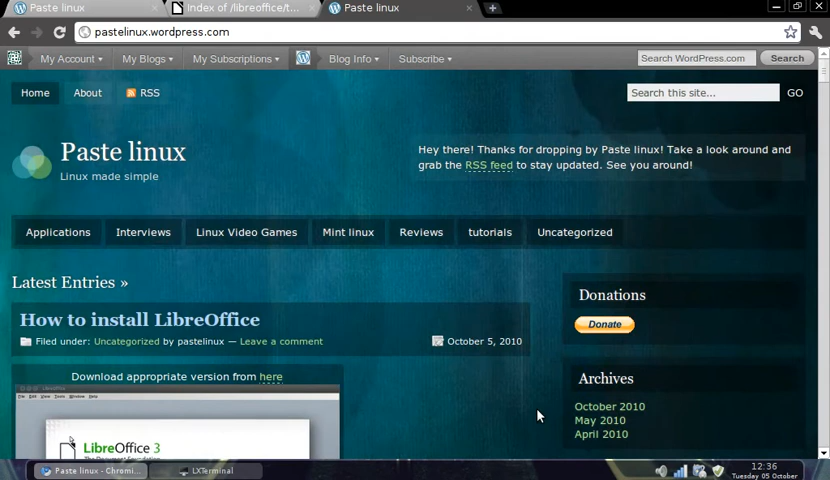 Paste linux
Index of /libreoffice/t...
Paste linux
pastelinux.wordpress.com
My Account
My Blogs
My Subscriptions
Blog Info
Subscribe
Search WordPress.com
Search
Home
About
RSS
Search this site...
GO
Paste linux
Linux made simple
Hey there! Thanks for dropping by Paste linux! Take a look around and
grab the RSS feed to stay updated. See you around!
Applications
Interviews
Linux Video Games
Mint linux
Reviews
tutorials
Uncategorized
Latest Entries »
Donations
Donate
How to install LibreOffice
Filed under: Uncategorized by pastelinux — Leave a comment
October 5, 2010
Download appropriate version from here
LibreOffice 3
Archives
October 2010
May 2010
April 2010
Paste linux - Chromi...
LXTerminal
12:36
Tuesday 05 October